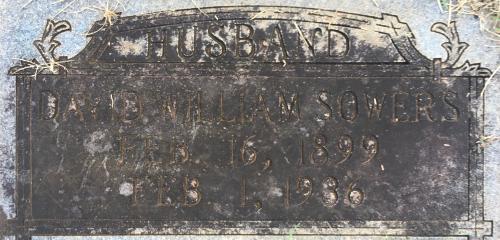 HUSBAND
DAVID WILLIAM SOWERS
FEB. 16, 1899
FEB 1, 1986